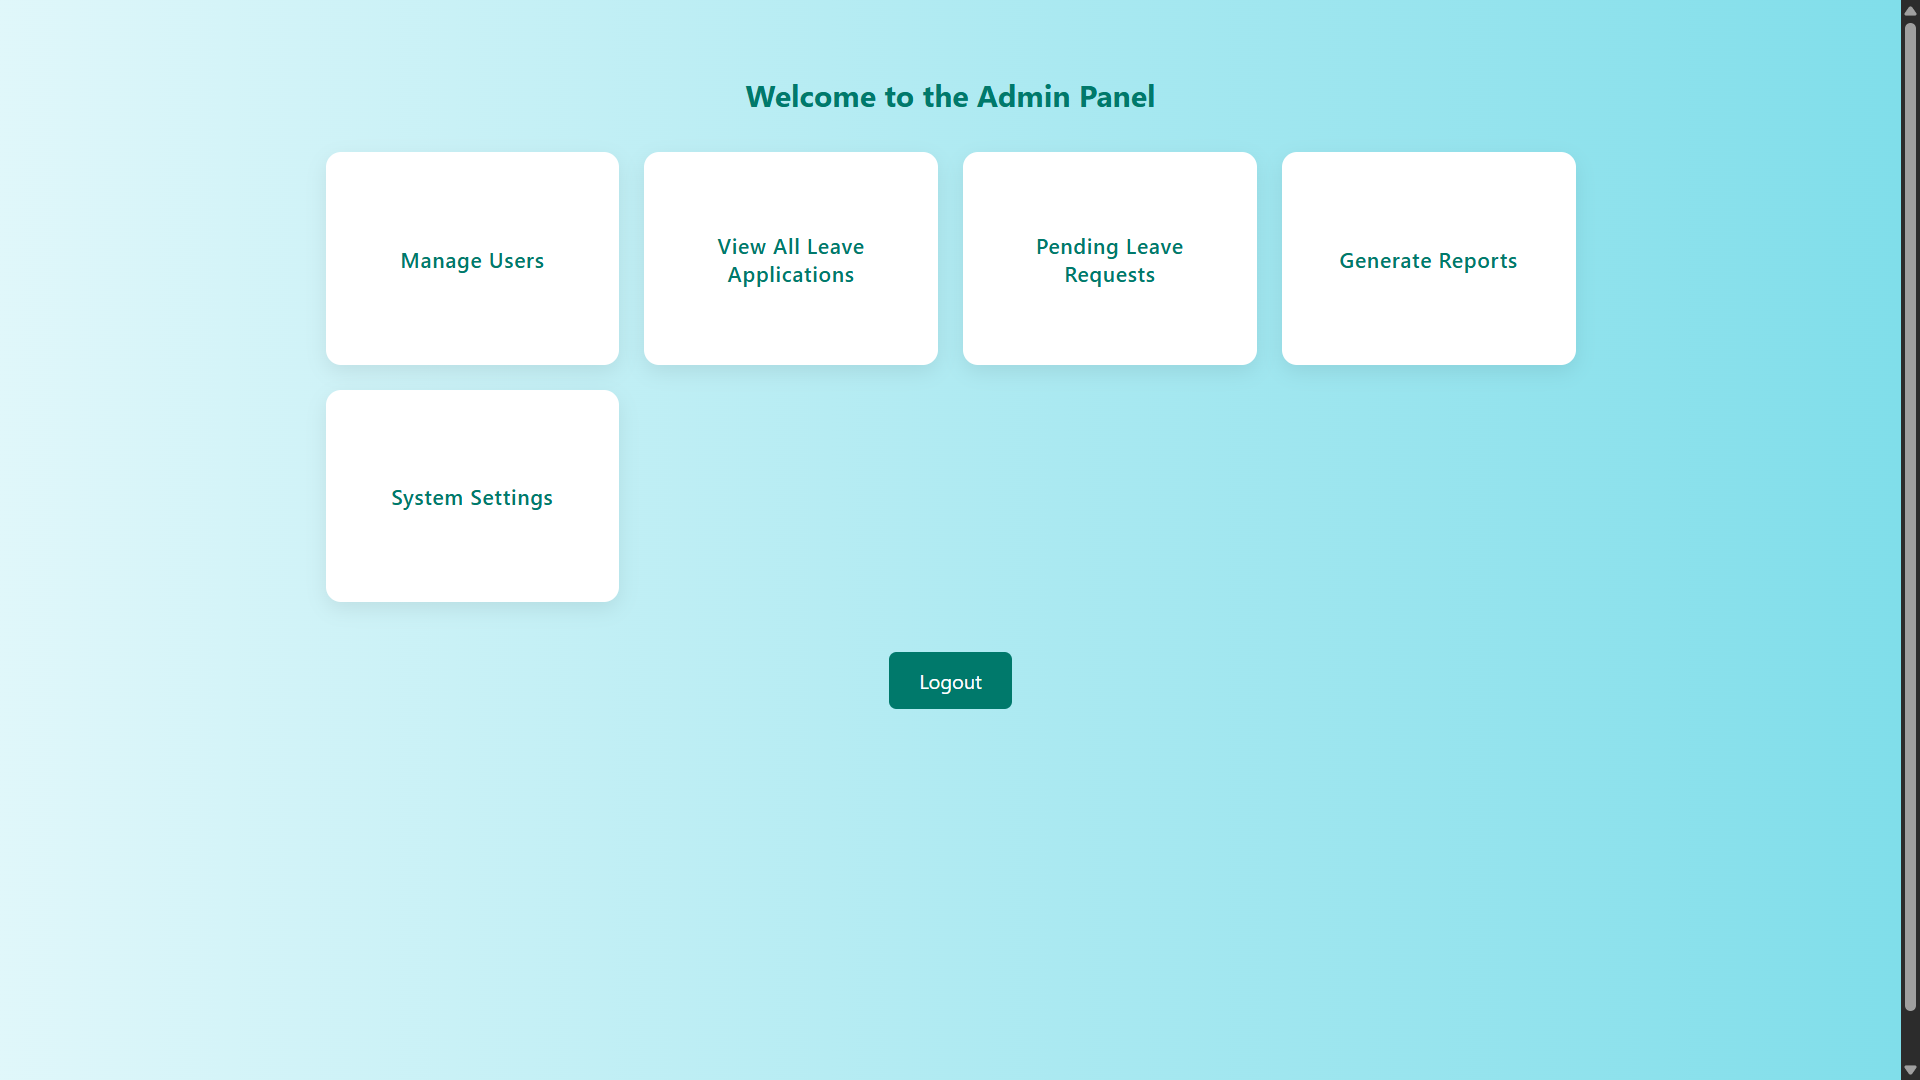 Welcome to the Admin Panel
Manage Users
View All Leave
Applications
Pending Leave
Requests
Generate Reports
System Settings
Logout